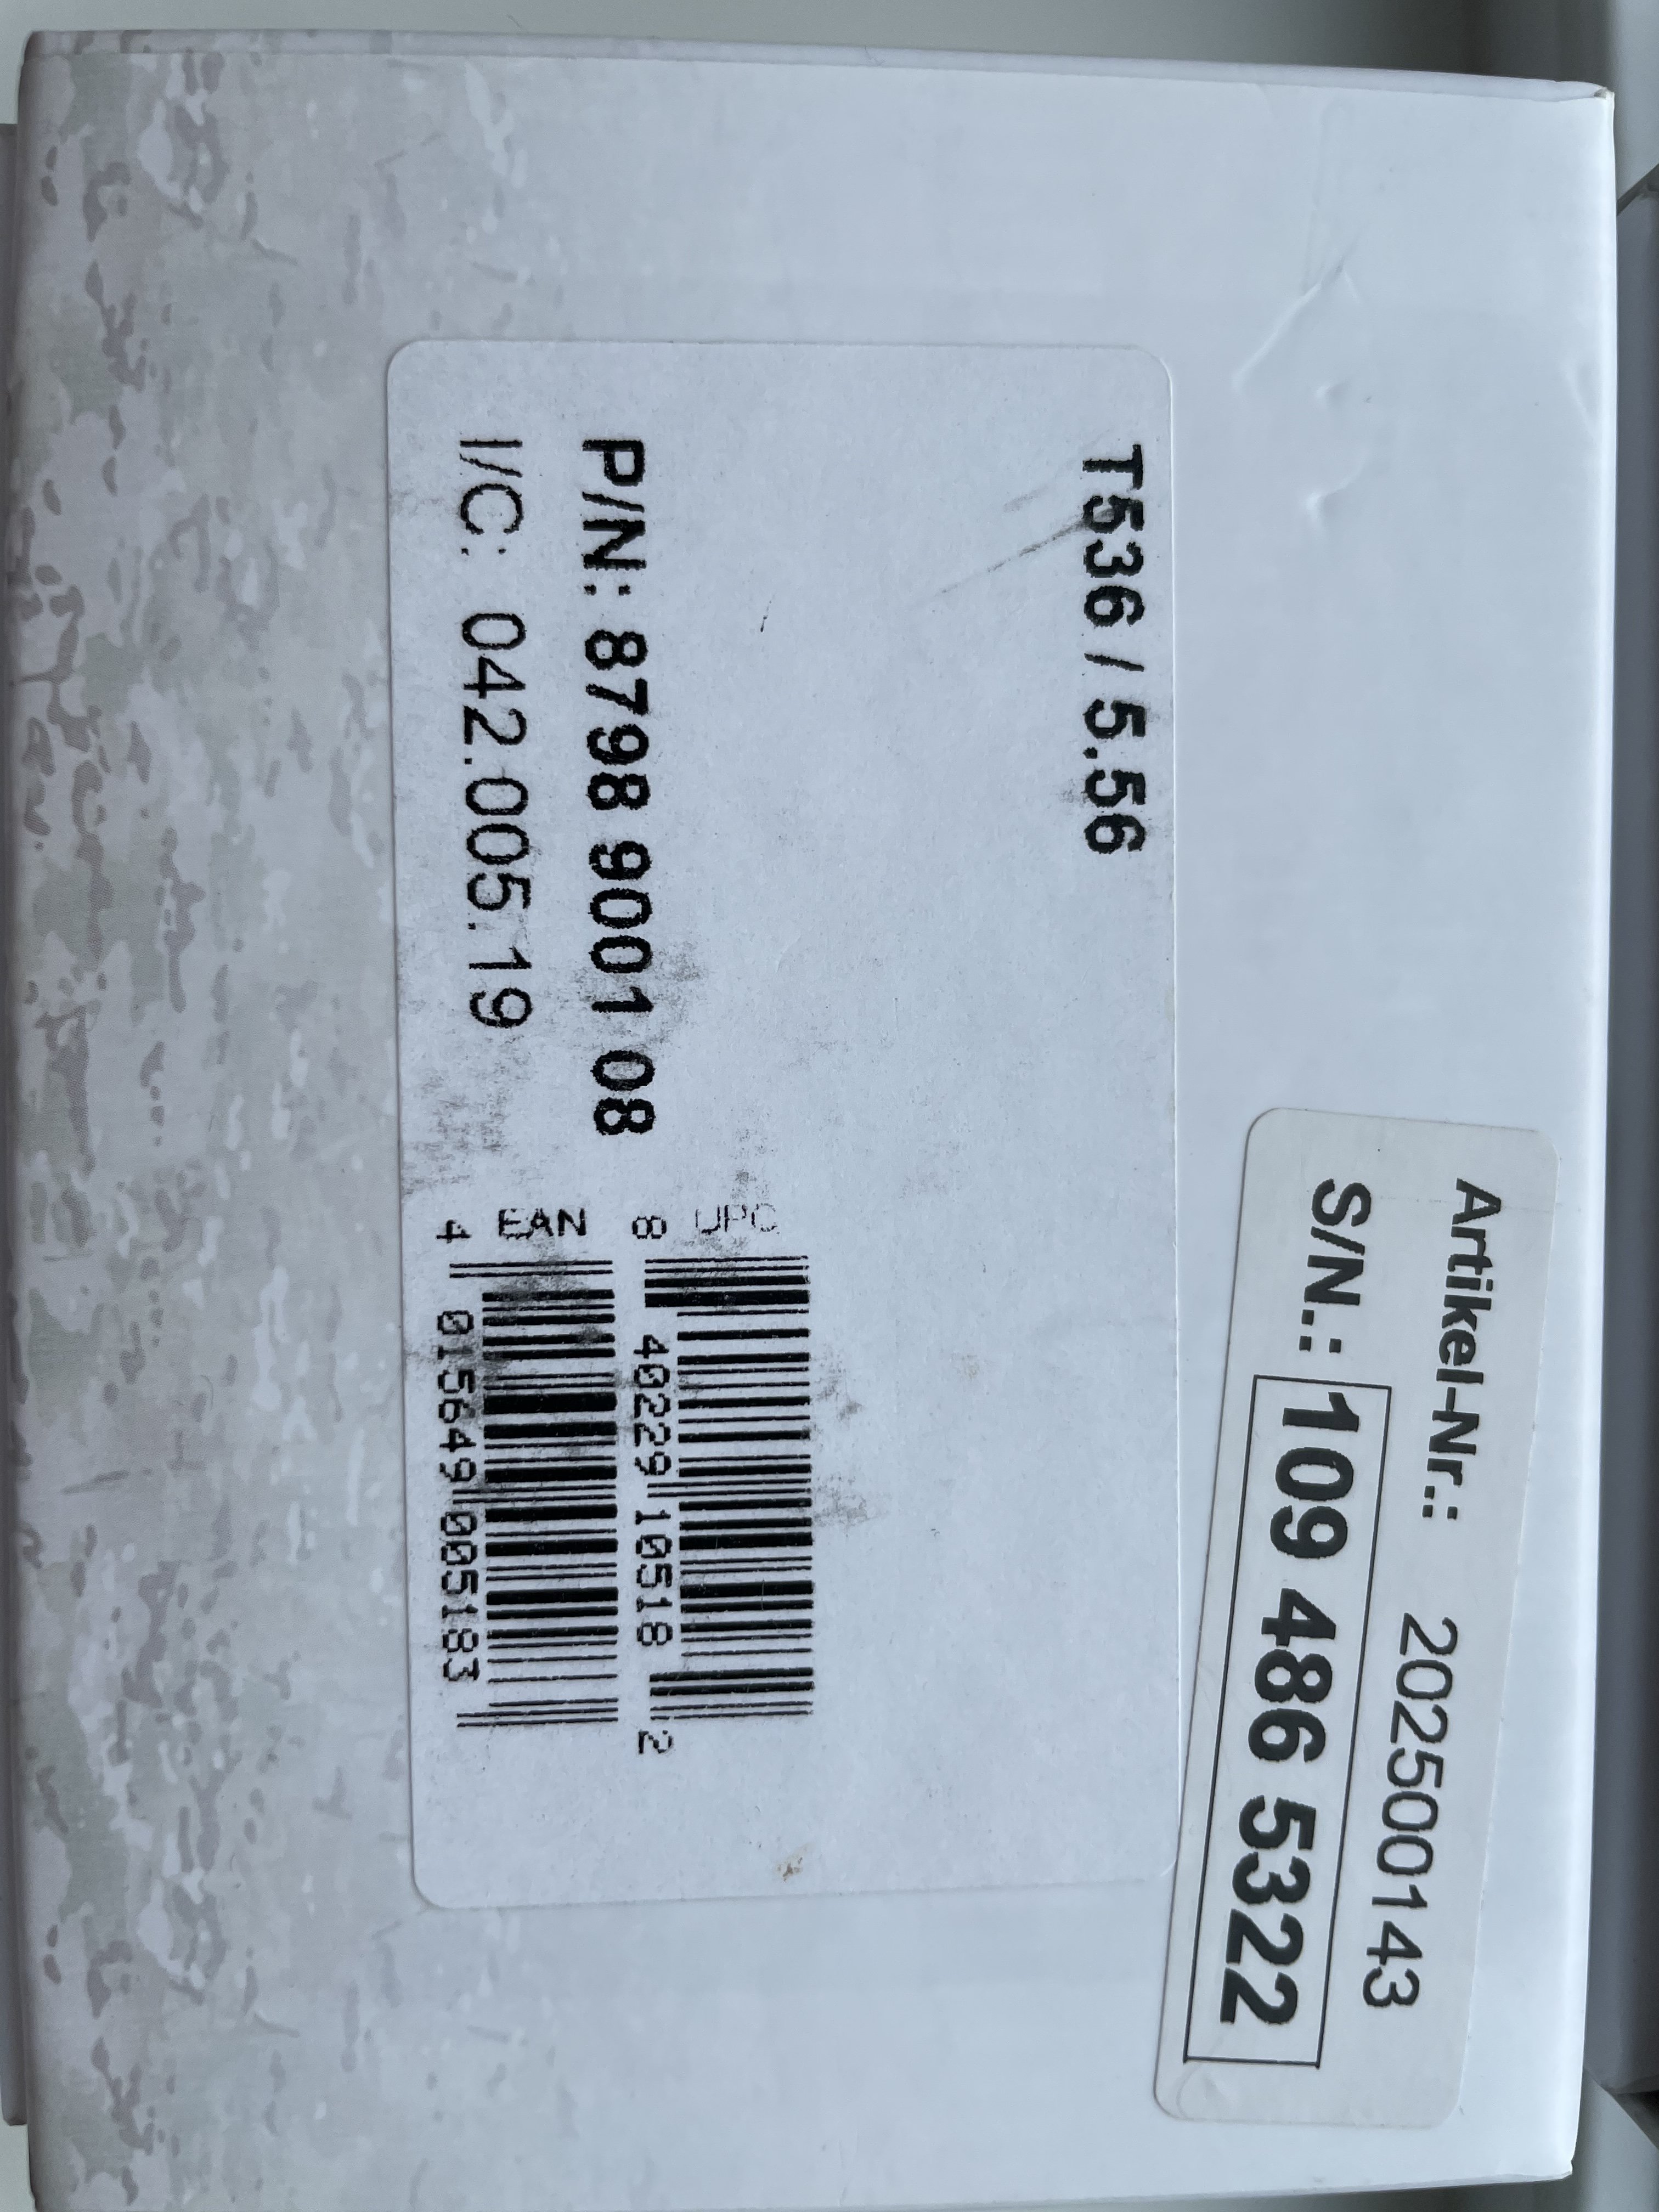 Artikel-Nr.: 202500143
S/N.: 109 486 5322
T536 / 5.56
UPC
8 40229 10518 2
P/N: 8798 9001 08
EAN
I/C: 042.005.19
4 015649 005183